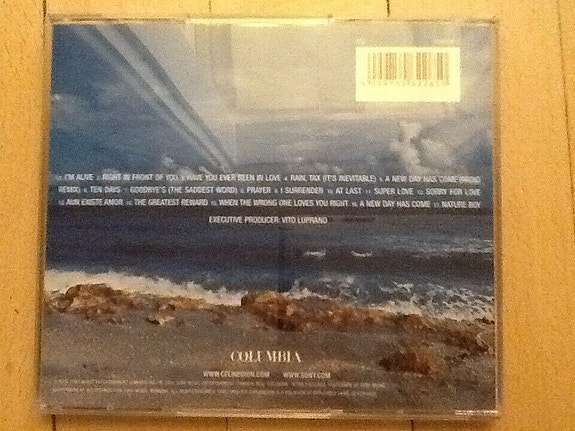 1. I'M ALIVE 2. RIGHT IN FRONT OF YOU 3. HAVE YOU EVER BEEN IN LOVE 4. RAIN, TAX (IT'S INEVITABLE) 5. A NEW DAY HAS COME (RADIO
REMIX) 6. TEN DAYS 7. GOODBYE'S (THE SADDEST WORD) 8. PRAYER 9. I SURRENDER 10. AT LAST 11. SUPER LOVE 12. SORRY FOR LOVE
13. AUN EXISTE AMOR 14. THE GREATEST REWARD 15. WHEN THE WRONG ONE LOVES YOU RIGHT 16. A NEW DAY HAS COME 17. NATURE BOY
EXECUTIVE PRODUCER: VITO LUPRANO
COLUMBIA
WWW.CELINEDION.COM WWW.SONY.COM